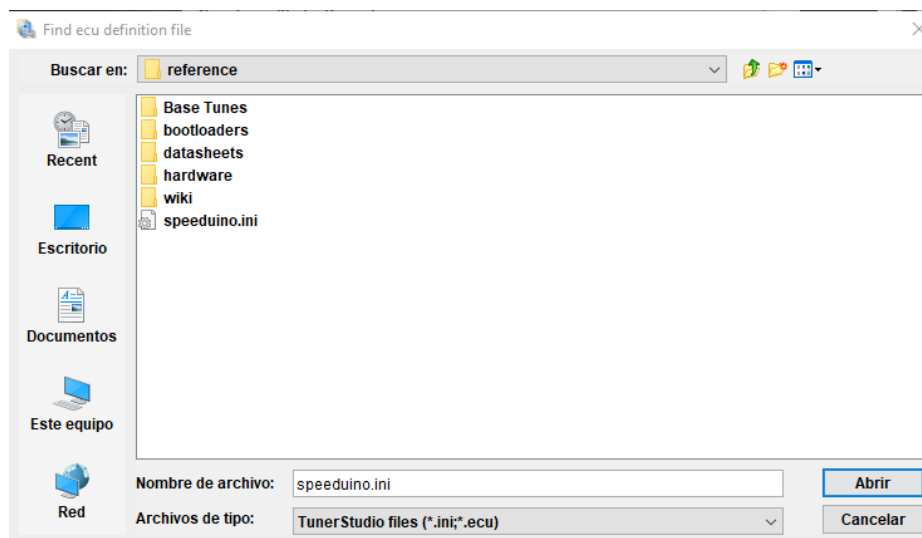 Find ecu definition file
Buscar en:
reference
Recent
Escritorio
Documentos
Este equipo
Red
Base Tunes
bootloaders
datasheets
hardware
wiki
speeduino.ini
Nombre de archivo:
speeduino.ini
Abrir
Archivos de tipo:
TunerStudio files (*.ini;*.ecu)
Cancelar